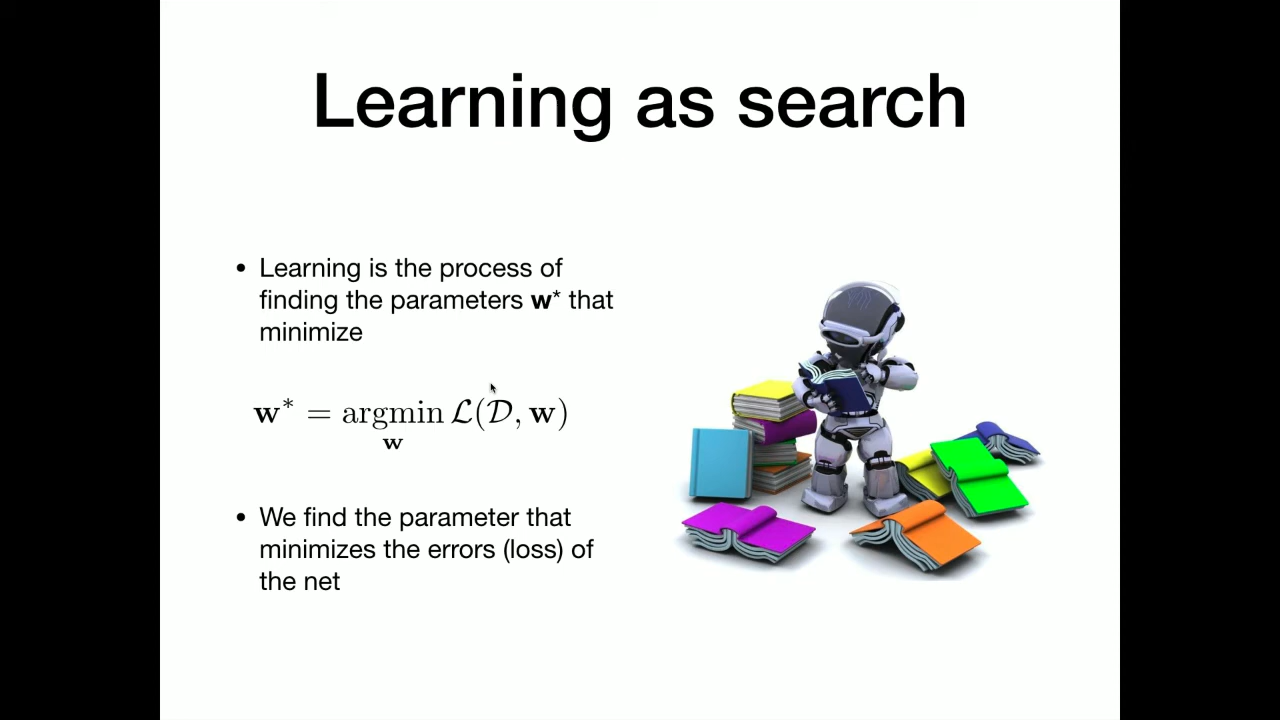 Learning as search
• Learning is the process of
finding the parameters w* that
minimize
w* = argmin L(D, w)
w
• We find the parameter that
minimizes the errors (loss) of
the net